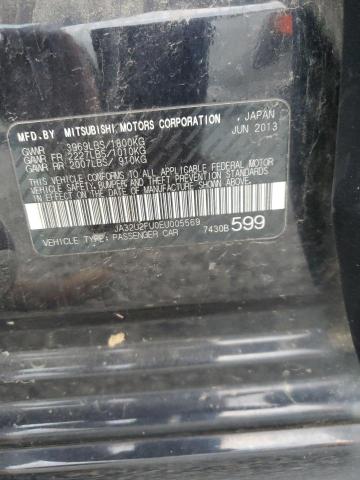 MFD.BY MITSUBISHI MOTORS CORPORATION , JAPAN
GVWR 3969LBS/1800KG JUN 2013
GAWR FR 2227LBS/1010KG
GAWR RR 2007LBS/ 910KG
THIS VEHICLE CONFORMS TO ALL APPLICABLE FEDERAL MOTOR
VEHICLE SAFETY, BUMPER, AND THEFT PREVENTION STANDARDS
IN EFFECT ON THE DATE OF MANUFACTURE SHOWN ABOVE.
JA32U2FU0EU005569
VEHICLE TYPE: PASSENGER CAR 7430B 599